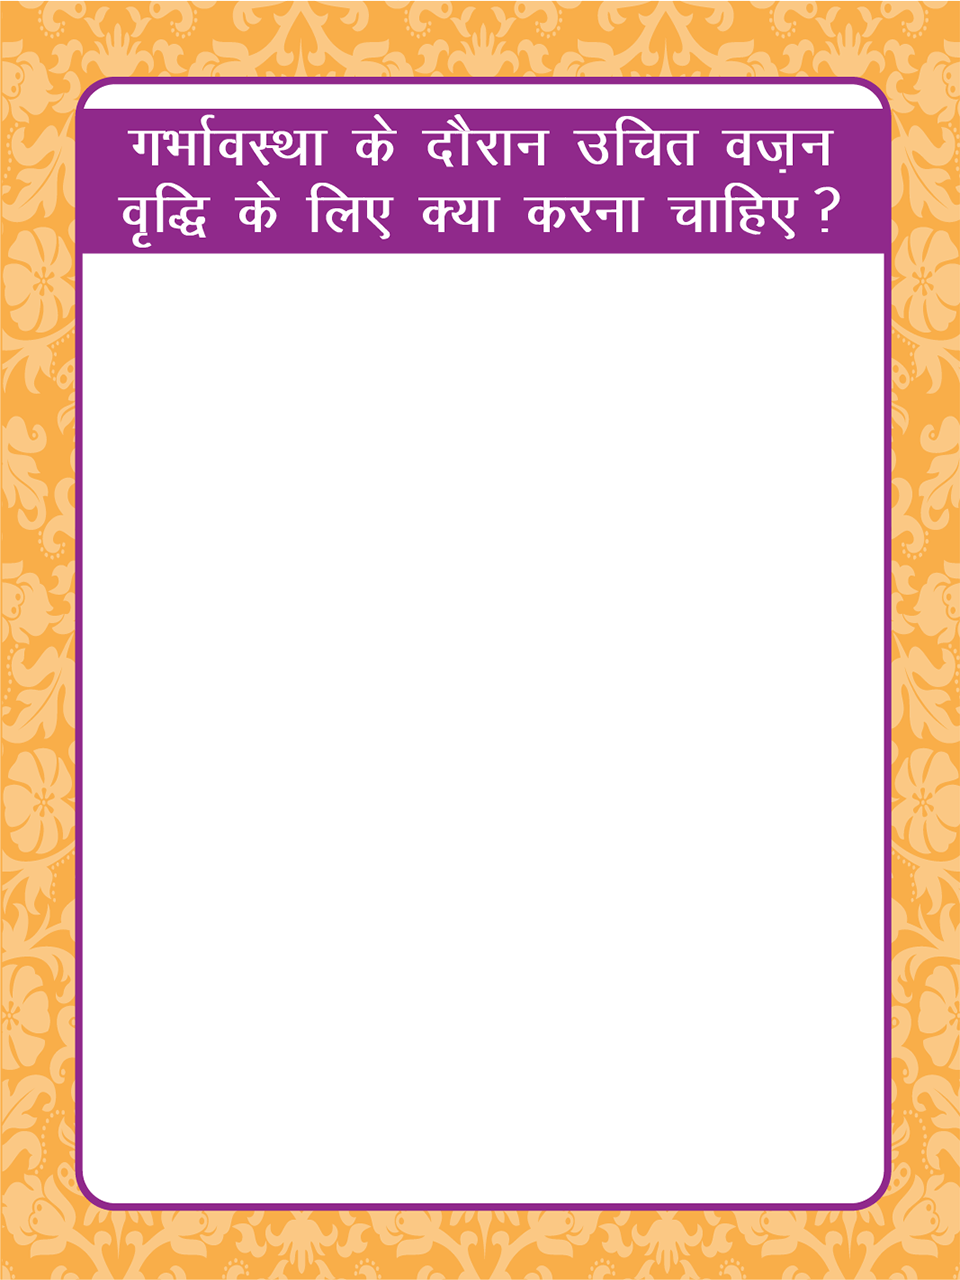 गर्भावस्था के दौरान उचित वज़न
वृद्धि के लिए क्या करना चाहिए ?